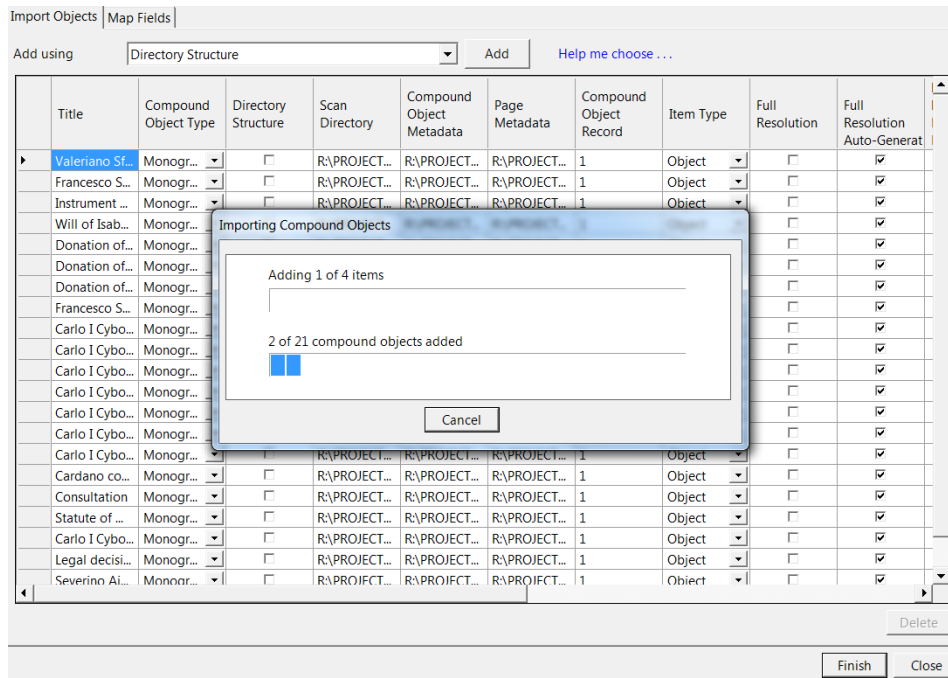 Import Objects Map Fields
Add using Directory Structure Add Help me choose . . .
Title Compound Object Type Directory Structure Scan Directory Compound Object Metadata Page Metadata Compound Object Record Item Type Full Resolution Full Resolution Auto-Generat
Valeriano Sf... Monogr... R:\PROJECT... R:\PROJECT... R:\PROJECT... 1 Object
Francesco S... Monogr... R:\PROJECT... R:\PROJECT... R:\PROJECT... 1 Object
Instrument ... Monogr... R:\PROJECT... R:\PROJECT... R:\PROJECT... 1 Object
Will of Isab... Monogr...
Donation of... Monogr...
Donation of... Monogr...
Donation of... Monogr...
Francesco S... Monogr...
Carlo I Cybo... Monogr...
Carlo I Cybo... Monogr...
Carlo I Cybo... Monogr...
Carlo I Cybo... Monogr...
Carlo I Cybo... Monogr...
Carlo I Cybo... Monogr...
Carlo I Cybo... Monogr... R:\PROJECT... R:\PROJECT... R:\PROJECT... 1 Object
Cardano co... Monogr... R:\PROJECT... R:\PROJECT... R:\PROJECT... 1 Object
Consultation Monogr... R:\PROJECT... R:\PROJECT... R:\PROJECT... 1 Object
Statute of ... Monogr... R:\PROJECT... R:\PROJECT... R:\PROJECT... 1 Object
Carlo I Cybo... Monogr... R:\PROJECT... R:\PROJECT... R:\PROJECT... 1 Object
Legal decisi... Monogr... R:\PROJECT... R:\PROJECT... R:\PROJECT... 1 Object
Severino Ai... Monogr... R:\PROJECT... R:\PROJECT... R:\PROJECT... 1 Object
Importing Compound Objects
Adding 1 of 4 items
2 of 21 compound objects added
Cancel
Delete
Finish Close